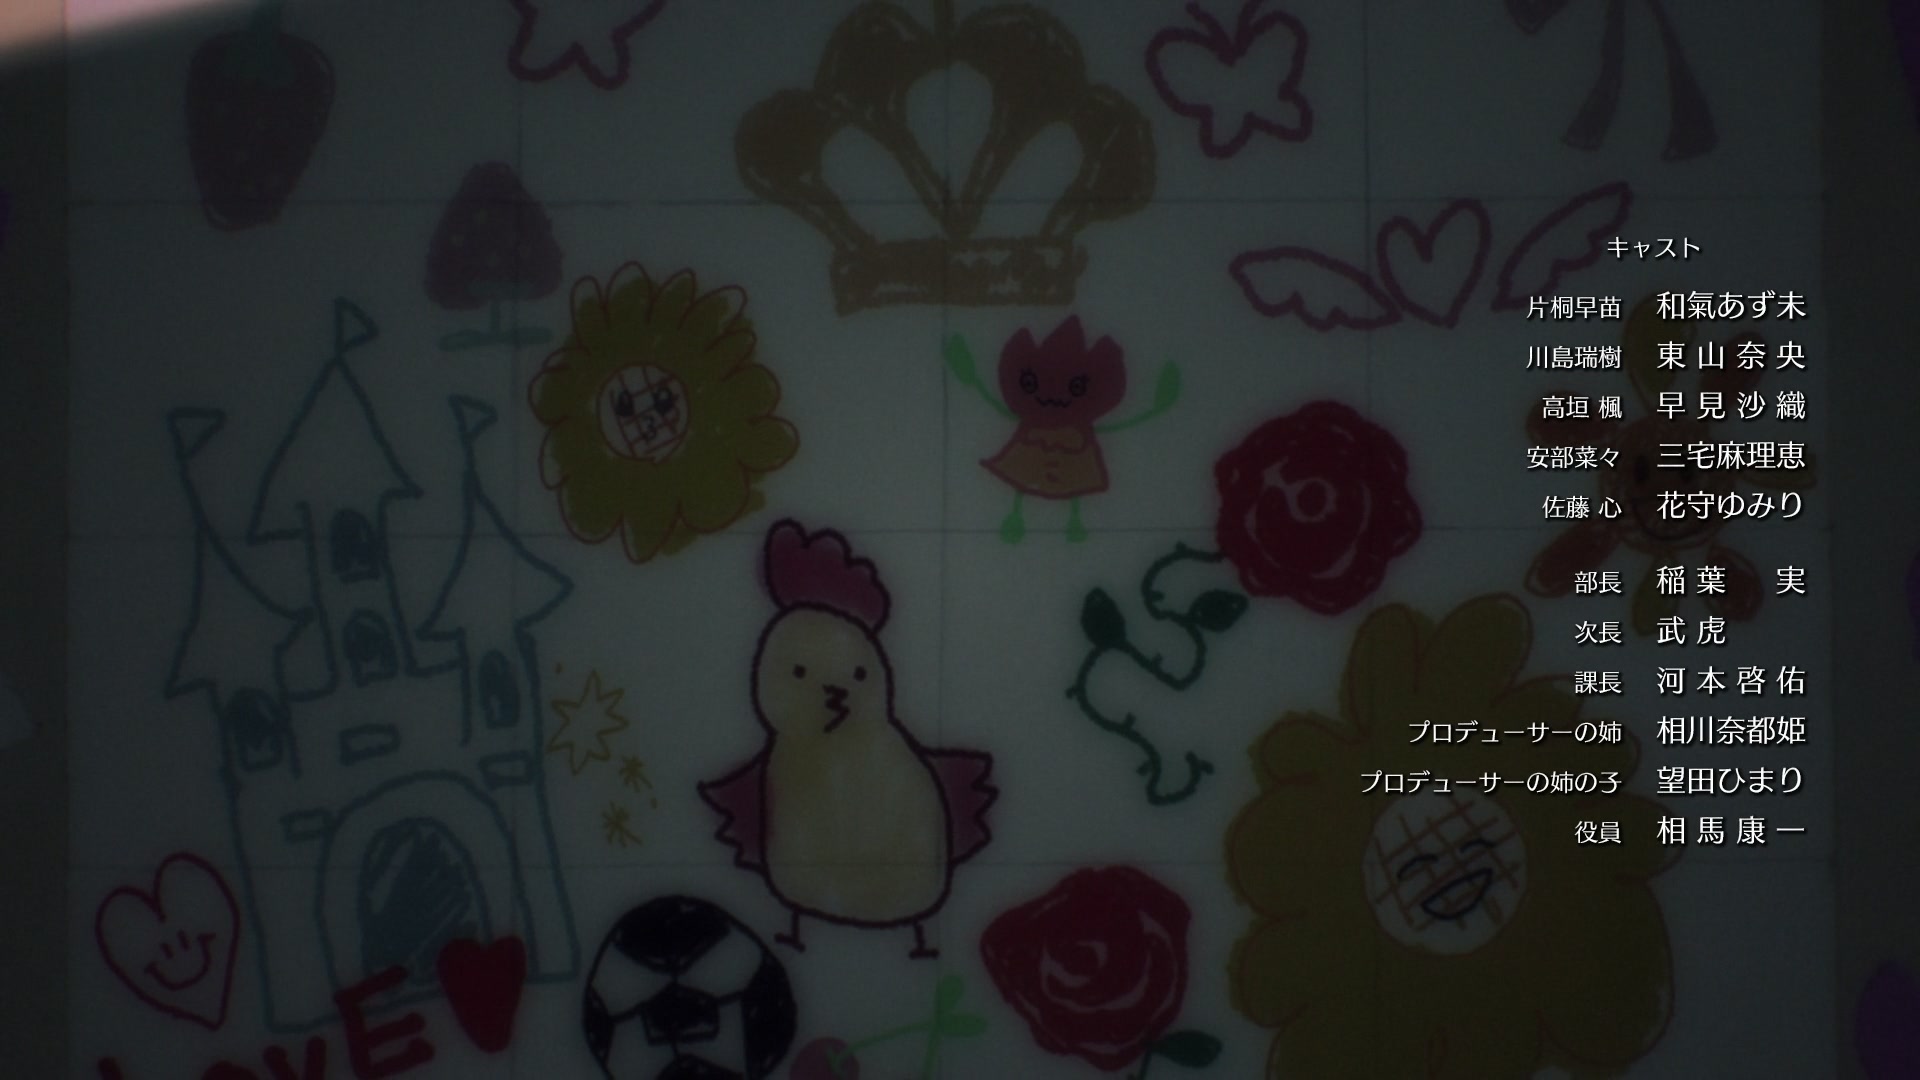 キャスト
片桐早苗 和氣あず未
川島瑞樹 東山奈央
高垣 楓 早見沙織
安部菜々 三宅麻理恵
佐藤 心 花守ゆみり
部長 稲葉 実
次長 武虎
課長 河本啓佑
プロデューサーの姉 相川奈都姫
プロデューサーの姉の子 望田ひまり
役員 相馬康一
LOVE